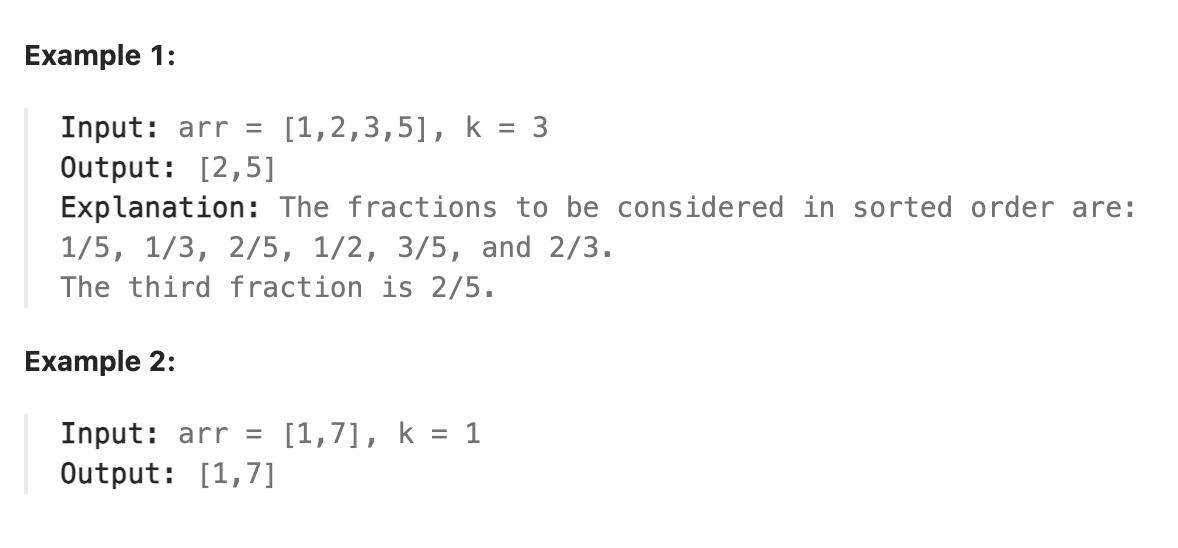 Example 1:
Input: arr = [1,2,3,5], k = 3
Output: [2,5]
Explanation: The fractions to be considered in sorted order are:
1/5, 1/3, 2/5, 1/2, 3/5, and 2/3.
The third fraction is 2/5.
Example 2:
Input: arr = [1,7], k = 1
Output: [1,7]